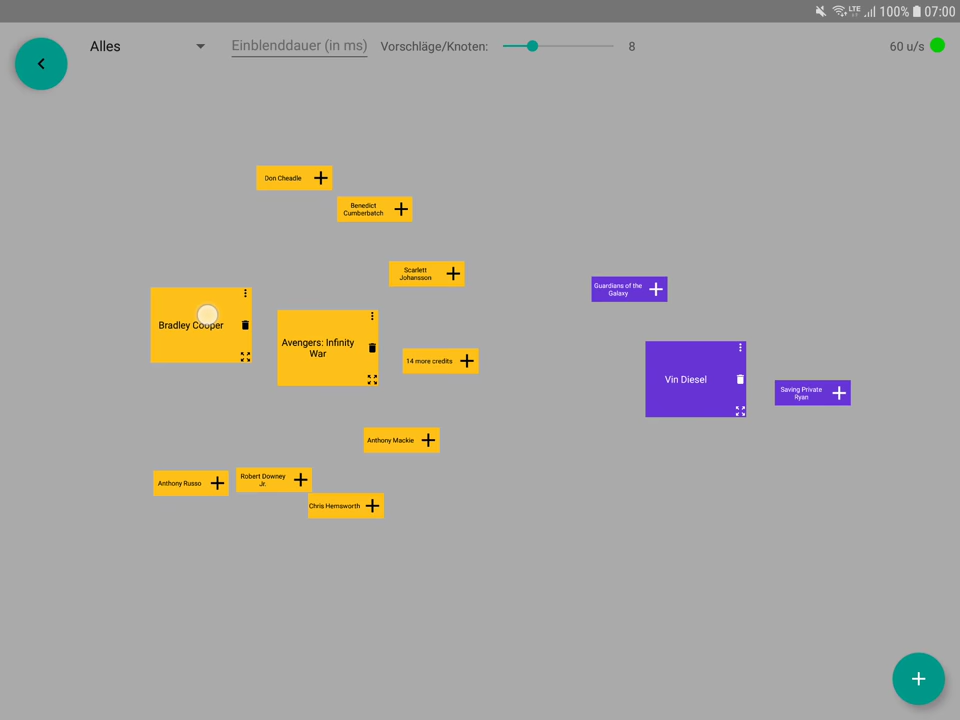 LTE 100% 07:00
Alles
Einblenddauer (in ms)
Vorschläge/Knoten:
8
60 u/s
Don Cheadle
Benedict
Cumberbatch
Scarlett
Johansson
Guardians of the
Galaxy
Bradley Cooper
Avengers: Infinity
War
14 more credits
Vin Diesel
Saving Private
Ryan
Anthony Mackie
Anthony Russo
Robert Downey
Jr.
Chris Hemsworth